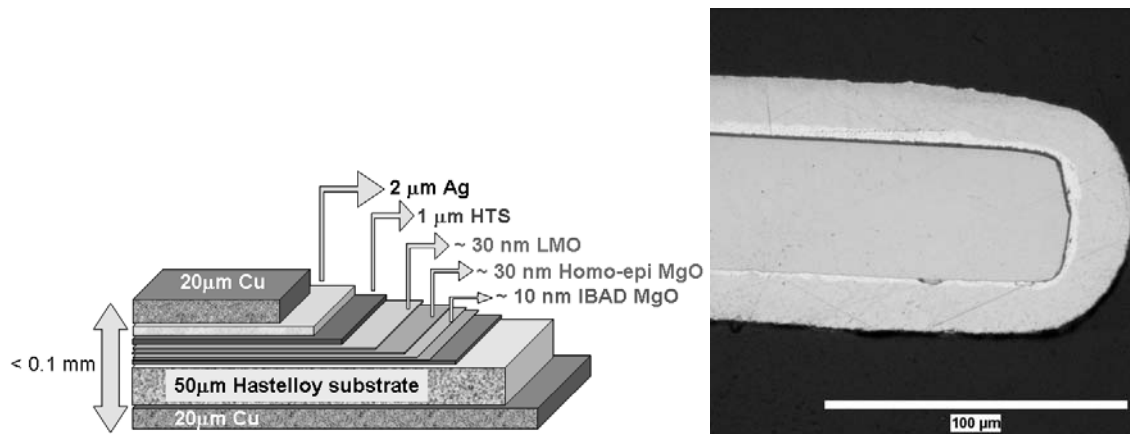 2 μm Ag
1 μm HTS
~ 30 nm LMO
~ 30 nm Homo-epi MgO
~ 10 nm IBAD MgO
20μm Cu
< 0.1 mm
50μm Hastelloy substrate
20μm Cu
100 μm